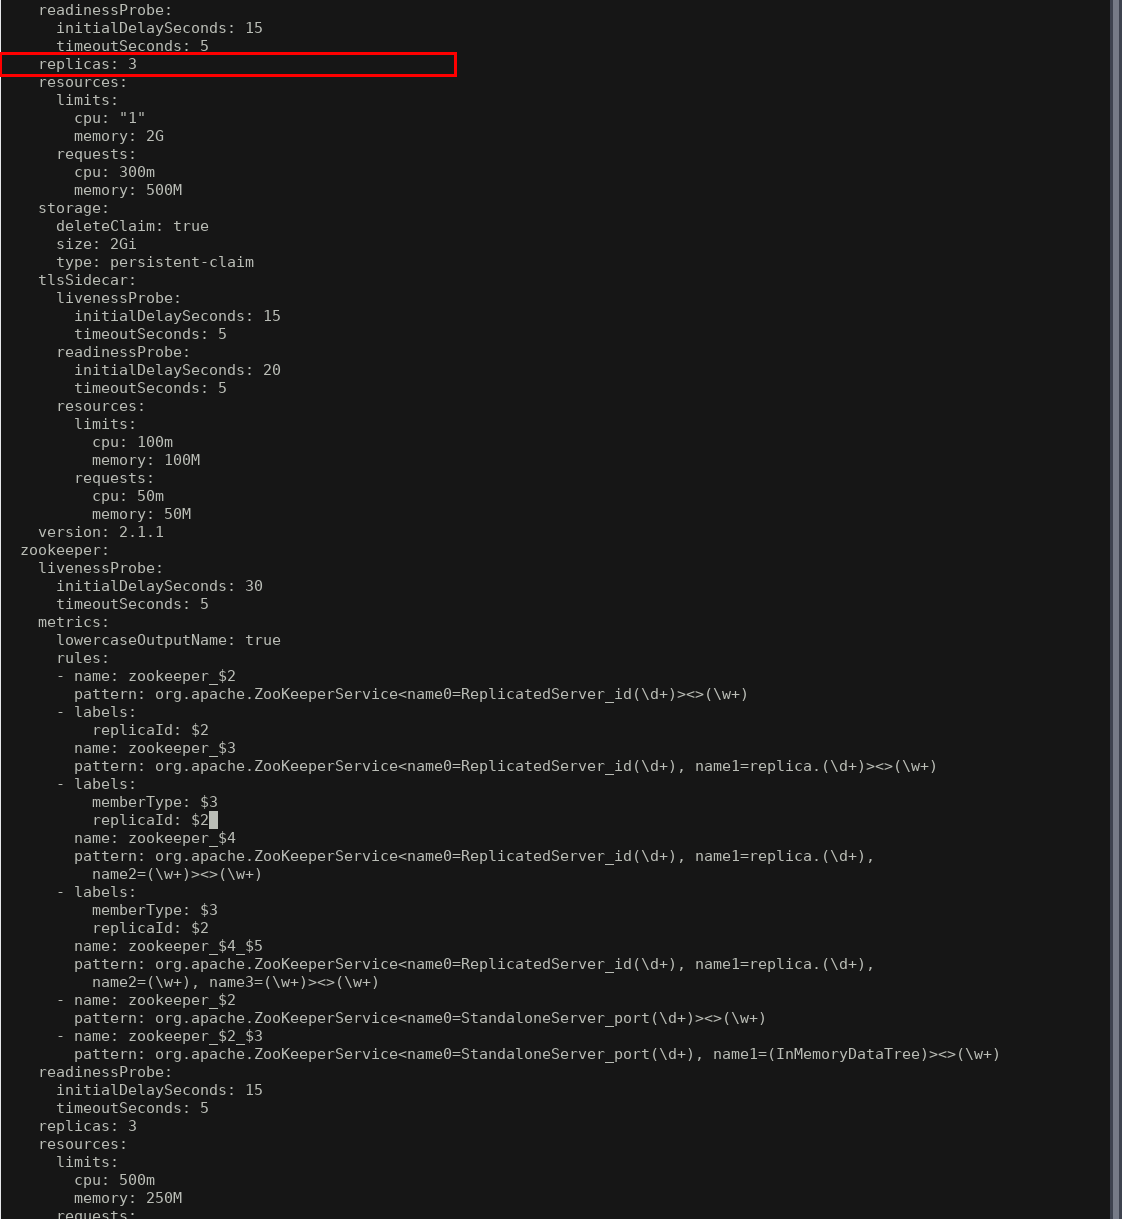 readinessProbe:
initialDelaySeconds: 15
timeoutSeconds: 5
replicas: 3
resources:
limits:
cpu: "1"
memory: 2G
requests:
cpu: 300m
memory: 500M
storage:
deleteClaim: true
size: 2Gi
type: persistent-claim
tlsSidecar:
livenessProbe:
initialDelaySeconds: 15
timeoutSeconds: 5
readinessProbe:
initialDelaySeconds: 20
timeoutSeconds: 5
resources:
limits:
cpu: 100m
memory: 100M
requests:
cpu: 50m
memory: 50M
version: 2.1.1
zookeeper:
livenessProbe:
initialDelaySeconds: 30
timeoutSeconds: 5
metrics:
lowercaseOutputName: true
rules:
- name: zookeeper_$2
pattern: org.apache.ZooKeeperService<name0=ReplicatedServer_id(\d+)><>(\w+)
- labels:
replicaId: $2
name: zookeeper_$3
pattern: org.apache.ZooKeeperService<name0=ReplicatedServer_id(\d+), name1=replica.(\d+)><>(\w+)
- labels:
memberType: $3
replicaId: $2
name: zookeeper_$4
pattern: org.apache.ZooKeeperService<name0=ReplicatedServer_id(\d+), name1=replica.(\d+),
name2=(\w+)><>(\w+)
- labels:
memberType: $3
replicaId: $2
name: zookeeper_$4_$5
pattern: org.apache.ZooKeeperService<name0=ReplicatedServer_id(\d+), name1=replica.(\d+),
name2=(\w+), name3=(\w+)><>(\w+)
- name: zookeeper_$2
pattern: org.apache.ZooKeeperService<name0=StandaloneServer_port(\d+)><>(\w+)
- name: zookeeper_$2_$3
pattern: org.apache.ZooKeeperService<name0=StandaloneServer_port(\d+), name1=(InMemoryDataTree)><>(\w+)
readinessProbe:
initialDelaySeconds: 15
timeoutSeconds: 5
replicas: 3
resources:
limits:
cpu: 500m
memory: 250M
requests: